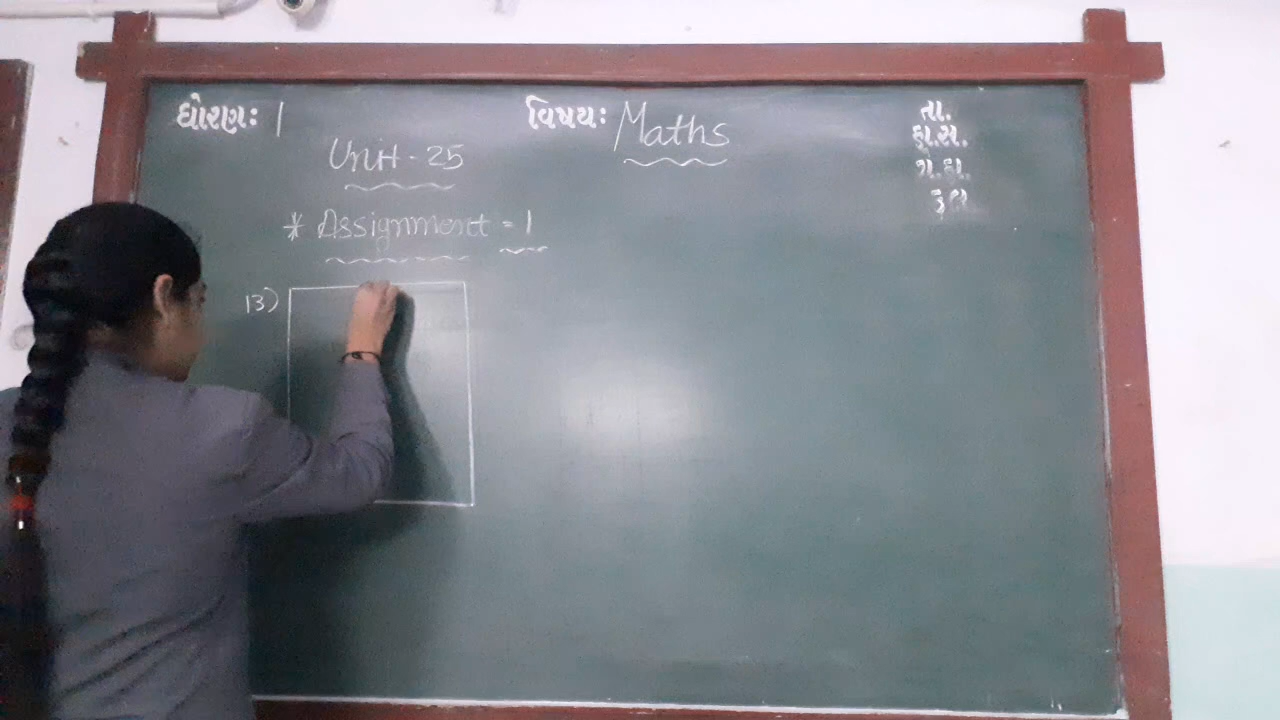 ધોરણઃ 1
વિષયઃ Maths
તા.
હા.સ.
ગે.હા.
કુલ
Unit - 25
* Assignment = 1
13)